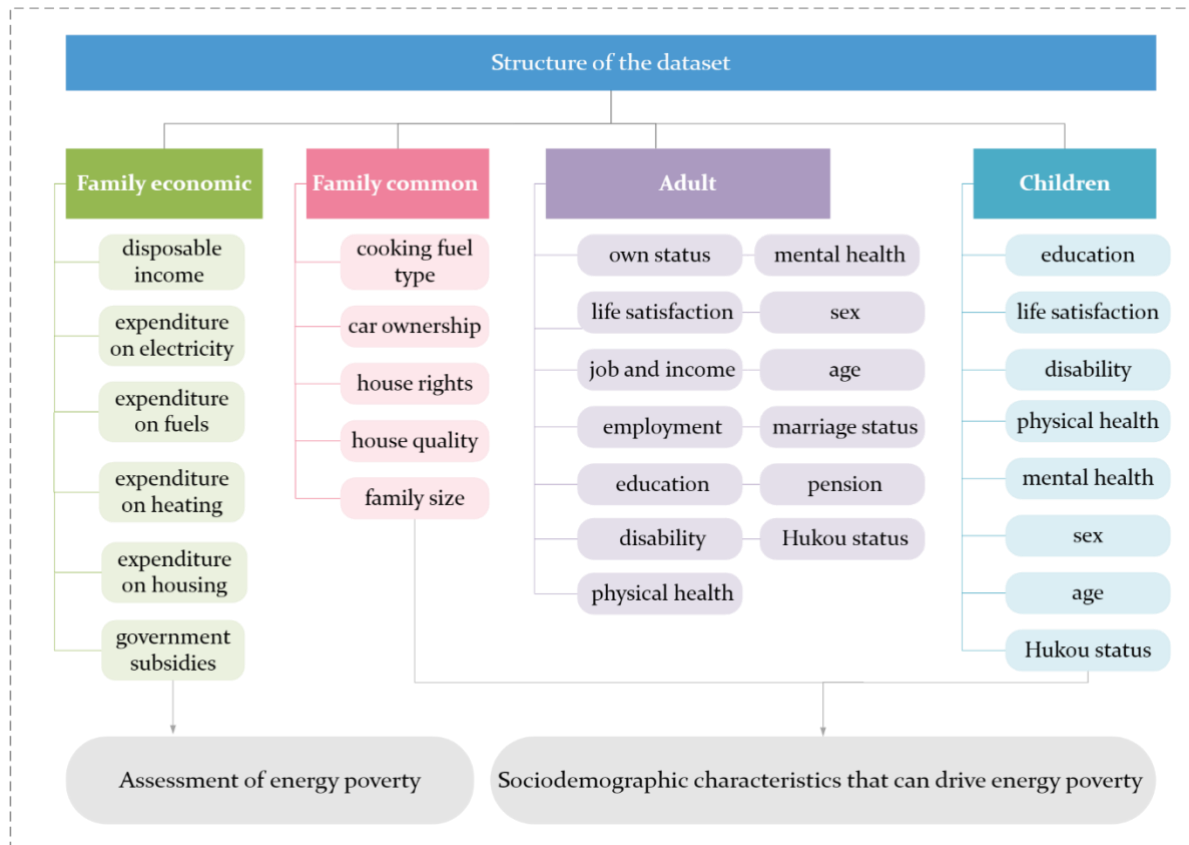 Structure of the dataset
Family economic
disposable
income
expenditure
on electricity
expenditure
on fuels
expenditure
on heating
expenditure
on housing
government
subsidies
Family common
cooking fuel
type
car ownership
house rights
house quality
family size
Adult
own status
mental health
life satisfaction
sex
job and income
age
employment
marriage status
education
pension
disability
Hukou status
physical health
Children
education
life satisfaction
disability
physical health
mental health
sex
age
Hukou status
Assessment of energy poverty
Sociodemographic characteristics that can drive energy poverty